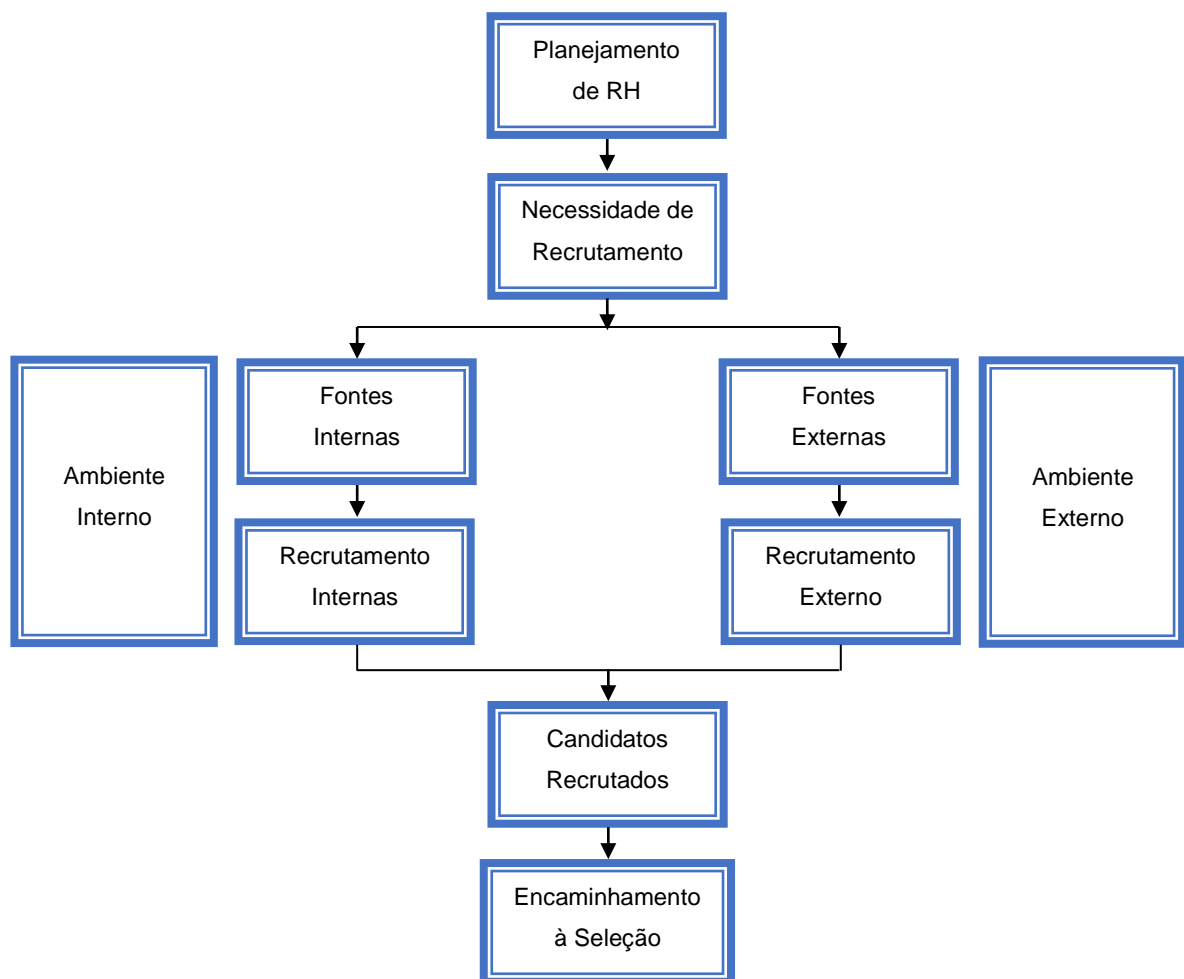 Planejamento
de RH
Necessidade de
Recrutamento
Ambiente
Interno
Fontes
Internas
Fontes
Externas
Ambiente
Externo
Recrutamento
Internas
Recrutamento
Externo
Candidatos
Recrutados
Encaminhamento
à Seleção